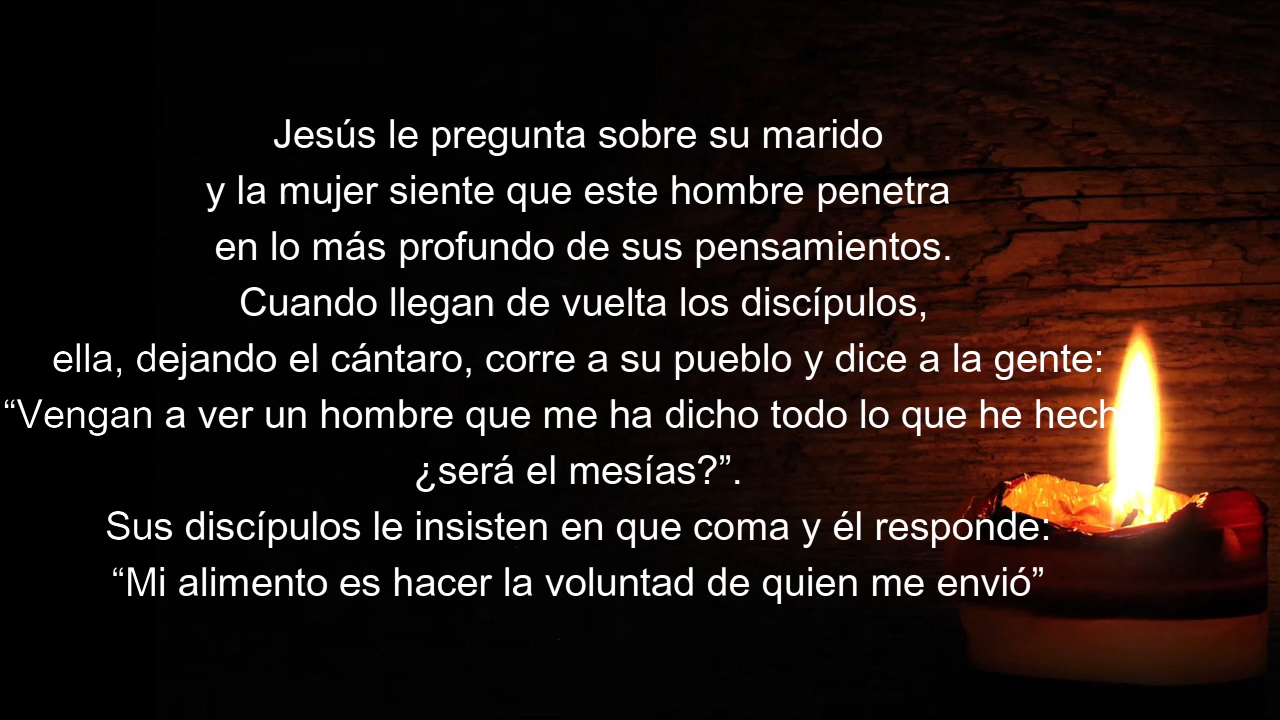 Jesús le pregunta sobre su marido
y la mujer siente que este hombre penetra
en lo más profundo de sus pensamientos.
Cuando llegan de vuelta los discípulos,
ella, dejando el cántaro, corre a su pueblo y dice a la gente:
“Vengan a ver un hombre que me ha dicho todo lo que he hech
¿será el mesías?”.
Sus discípulos le insisten en que coma y él responde:
“Mi alimento es hacer la voluntad de quien me envió”